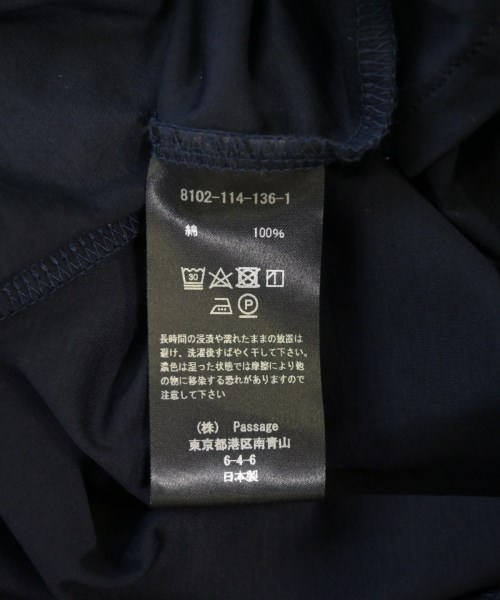 8102-114-136-1
綿 100%
30
P
長時間の浸漬や濡れたままの放置は
避け、洗濯後すばやく干して下さい。
濃色は湿った状態では摩擦により他
の物に移染する恐れがありますので
注意して下さい
(株) Passage
東京都港区南青山
6-4-6
日本製